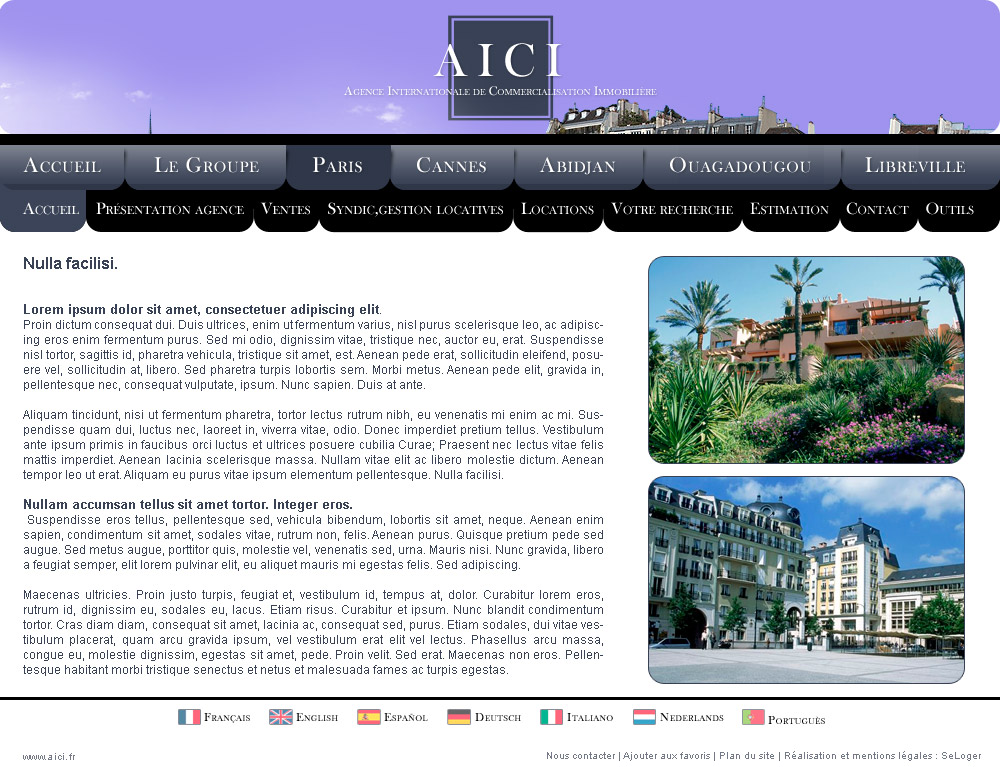 AICI
Agence Internationale de Commercialisation Immobilière
Accueil Le Groupe Paris Cannes Abidjan Ouagadougou Libreville
Accueil Présentation agence Ventes Syndic,gestion locatives Locations Votre recherche Estimation Contact Outils
Nulla facilisi.
Lorem ipsum dolor sit amet, consectetuer adipiscing elit.
Proin dictum consequat dui. Duis ultrices, enim ut fermentum varius, nisl purus scelerisque leo, ac adipisc-
ing eros enim fermentum purus. Sed mi odio, dignissim vitae, tristique nec, auctor eu, erat. Suspendisse
nisl tortor, sagittis id, pharetra vehicula, tristique sit amet, est. Aenean pede erat, sollicitudin eleifend, posu-
ere vel, sollicitudin at, libero. Sed pharetra turpis lobortis sem. Morbi metus. Aenean pede elit, gravida in,
pellentesque nec, consequat vulputate, ipsum. Nunc sapien. Duis at ante.
Aliquam tincidunt, nisi ut fermentum pharetra, tortor lectus rutrum nibh, eu venenatis mi enim ac mi. Sus-
pendisse quam dui, luctus nec, laoreet in, viverra vitae, odio. Donec imperdiet pretium tellus. Vestibulum
ante ipsum primis in faucibus orci luctus et ultrices posuere cubilia Curae; Praesent nec lectus vitae felis
mattis imperdiet. Aenean lacinia scelerisque massa. Nullam vitae elit ac libero molestie dictum. Aenean
tempor leo ut erat. Aliquam eu purus vitae ipsum elementum pellentesque. Nulla facilisi.
Nullam accumsan tellus sit amet tortor. Integer eros.
Suspendisse eros tellus, pellentesque sed, vehicula bibendum, lobortis sit amet, neque. Aenean enim
sapien, condimentum sit amet, sodales vitae, rutrum non, felis. Aenean purus. Quisque pretium pede sed
augue. Sed metus augue, porttitor quis, molestie vel, venenatis sed, urna. Mauris nisi. Nunc gravida, libero
a feugiat semper, elit lorem pulvinar elit, eu aliquet mauris mi egestas felis. Sed adipiscing.
Maecenas ultricies. Proin justo turpis, feugiat et, vestibulum id, tempus at, dolor. Curabitur lorem eros,
rutrum id, dignissim eu, sodales eu, lacus. Etiam risus. Curabitur et ipsum. Nunc blandit condimentum
tortor. Cras diam diam, consequat sit amet, lacinia ac, consequat sed, purus. Etiam sodales, dui vitae ves-
tibulum placerat, quam arcu gravida ipsum, vel vestibulum erat elit vel lectus. Phasellus arcu massa,
congue eu, molestie dignissim, egestas sit amet, pede. Proin velit. Sed erat. Maecenas non eros. Pellen-
tesque habitant morbi tristique senectus et netus et malesuada fames ac turpis egestas.
Français English Español Deutsch Italiano Nederlands Português
www.aici.fr Nous contacter | Ajouter aux favoris | Plan du site | Réalisation et mentions légales : SeLoger